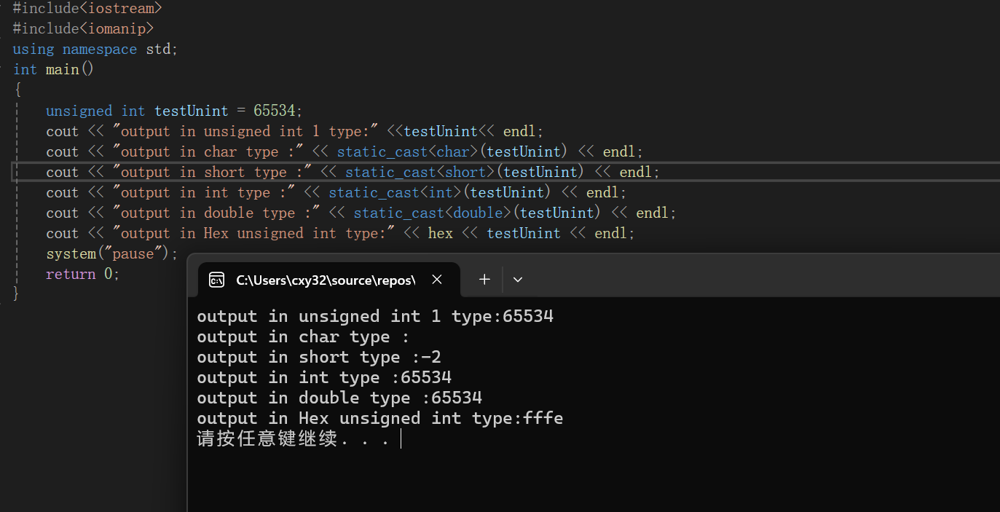 #include<iostream>
#include<iomanip>
using namespace std;
int main()
{
unsigned int testUnint = 65534;
cout << "output in unsigned int 1 type:" <<testUnint<< endl;
cout << "output in char type :" << static_cast<char>(testUnint) << endl;
cout << "output in short type :" << static_cast<short>(testUnint) << endl;
cout << "output in int type :" << static_cast<int>(testUnint) << endl;
cout << "output in double type :" << static_cast<double>(testUnint) << endl;
cout << "output in Hex unsigned int type:" << hex << testUnint << endl;
system("pause");
return 0;
}
C:\Users\cxy32\source\repos\
output in unsigned int 1 type:65534
output in char type :
output in short type :-2
output in int type :65534
output in double type :65534
output in Hex unsigned int type:fffe
请按任意键继续. . .